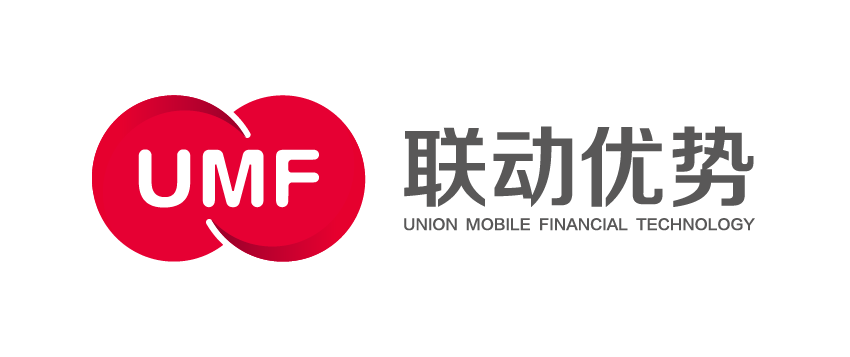 UMF
联动优势
UNION MOBILE FINANCIAL TECHNOLOGY